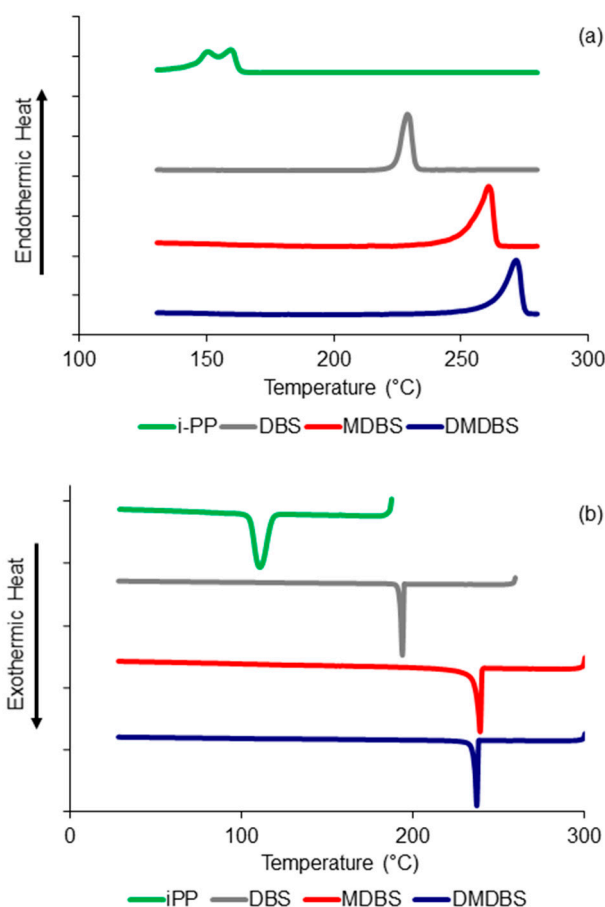 (a)
Endothermic Heat
100 150 200 250 300
Temperature (°C)
i-PP DBS MDBS DMDBS
(b)
Exothermic Heat
0 100 200 300
Temperature (°C)
iPP DBS MDBS DMDBS